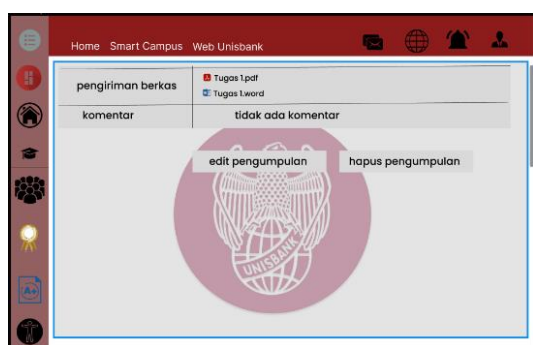 Home Smart Campus Web Unisbank
pengiriman berkas
Tugas 1.pdf
Tugas 1.word
komentar
tidak ada komentar
edit pengumpulan hapus pengumpulan
UNISBANK
A+